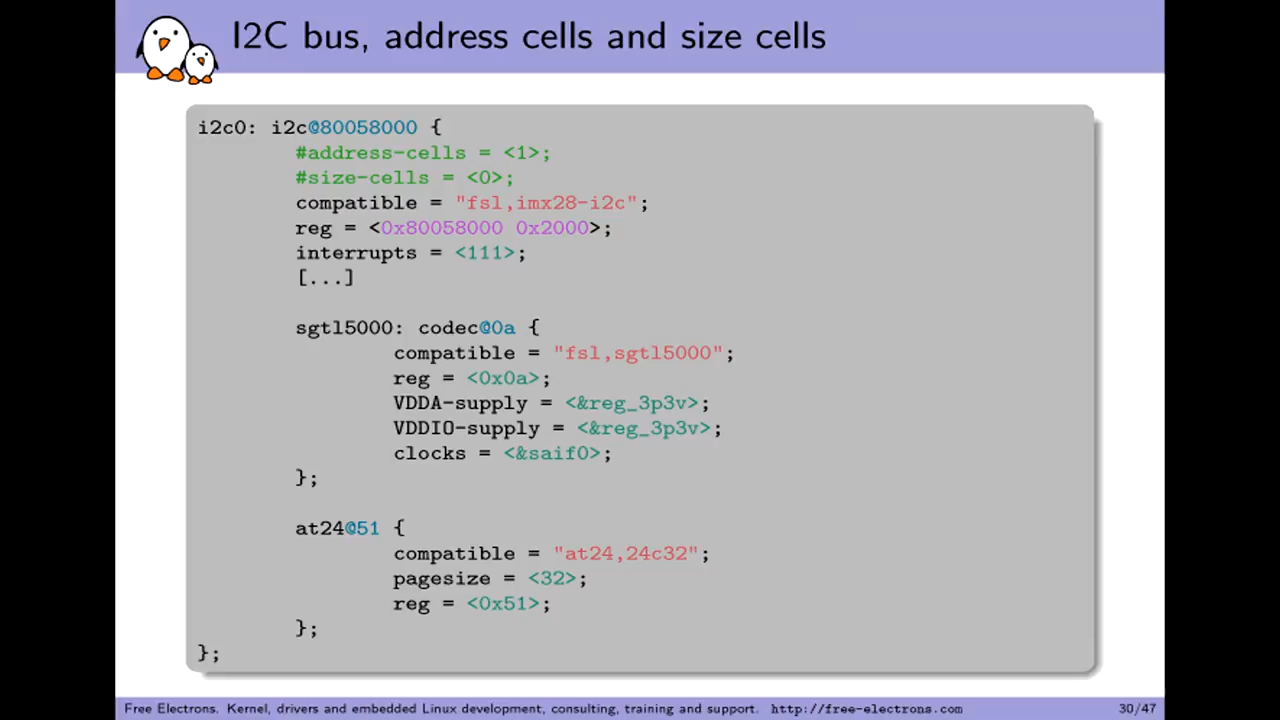 I2C bus, address cells and size cells
i2c0: i2c@80058000 {
#address-cells = <1>;
#size-cells = <0>;
compatible = "fsl,imx28-i2c";
reg = <0x80058000 0x2000>;
interrupts = <111>;
[...]
sgtl5000: codec@0a {
compatible = "fsl,sgtl5000";
reg = <0x0a>;
VDDA-supply = <&reg_3p3v>;
VDDIO-supply = <&reg_3p3v>;
clocks = <&saif0>;
};
at24@51 {
compatible = "at24,24c32";
pagesize = <32>;
reg = <0x51>;
};
};
Free Electrons. Kernel, drivers and embedded Linux development, consulting, training and support. http://free-electrons.com 30/47